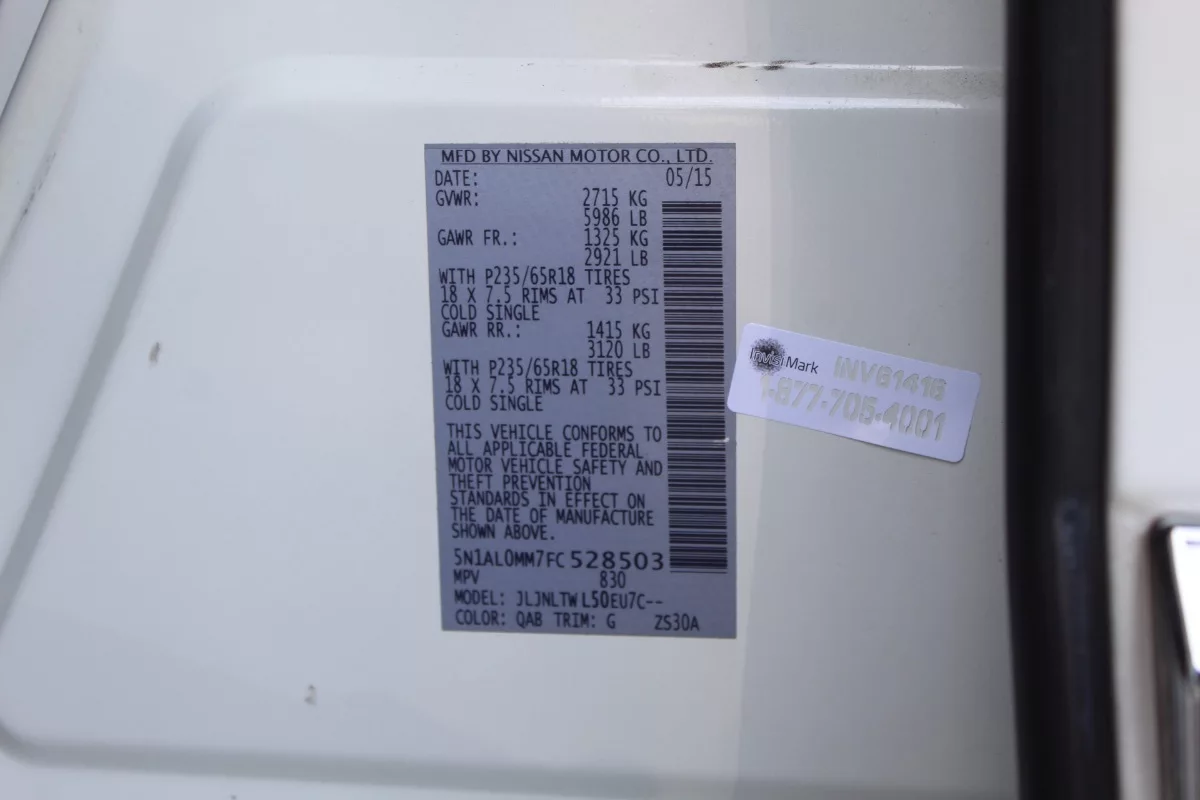 MFD BY NISSAN MOTOR CO., LTD.
DATE: 05/15
GVWR: 2715 KG
5986 LB
GAWR FR.: 1325 KG
2921 LB
WITH P235/65R18 TIRES
18 X 7.5 RIMS AT 33 PSI
COLD SINGLE
GAWR RR.: 1415 KG
3120 LB
WITH P235/65R18 TIRES
18 X 7.5 RIMS AT 33 PSI
COLD SINGLE
THIS VEHICLE CONFORMS TO
ALL APPLICABLE FEDERAL
MOTOR VEHICLE SAFETY AND
THEFT PREVENTION
STANDARDS IN EFFECT ON
THE DATE OF MANUFACTURE
SHOWN ABOVE.
5N1AL0MM7FC528503
MPV 830
MODEL: JLJNLTWL50EU7C--
COLOR: QAB TRIM: G ZS30A
Invisi Mark INV61415
1-877-705-4001